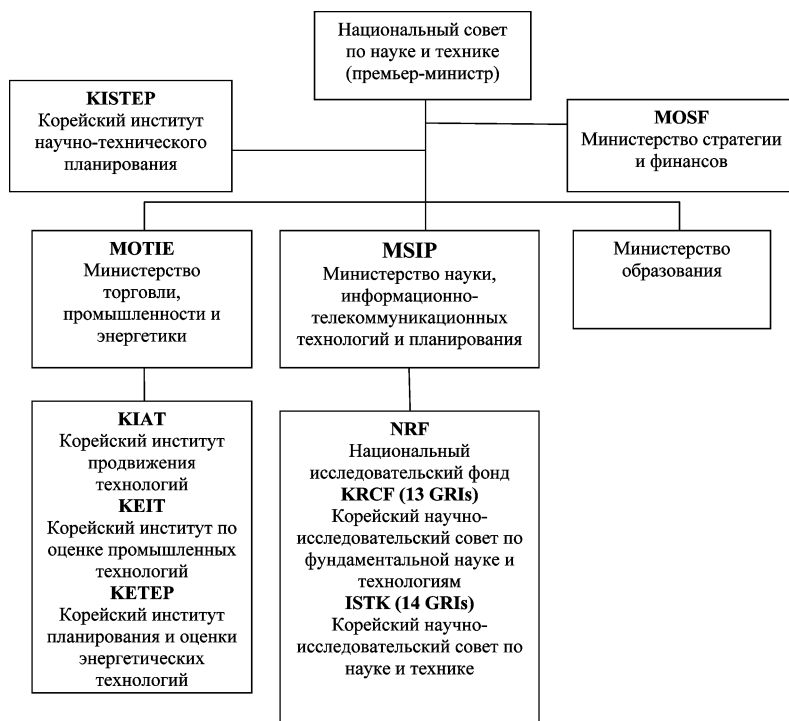 Национальный совет
по науке и технике
(премьер-министр)
KISTEP
Корейский институт
научно-технического
планирования
MOSF
Министерство стратегии
и финансов
MOTIE
Министерство
торговли,
промышленности и
энергетики
MSIP
Министерство науки,
информационно-
телекоммуникационных
технологий и планирования
Министерство
образования
KIAT
Корейский институт
продвижения
технологий
KEIT
Корейский институт по
оценке промышленных
технологий
KETEP
Корейский институт
планирования и оценки
энергетических
технологий
NRF
Национальный
исследовательский фонд
KRCF (13 GRIs)
Корейский научно-
исследовательский совет по
фундаментальной науке и
технологиям
ISTK (14 GRIs)
Корейский научно-
исследовательский совет по
науке и технике